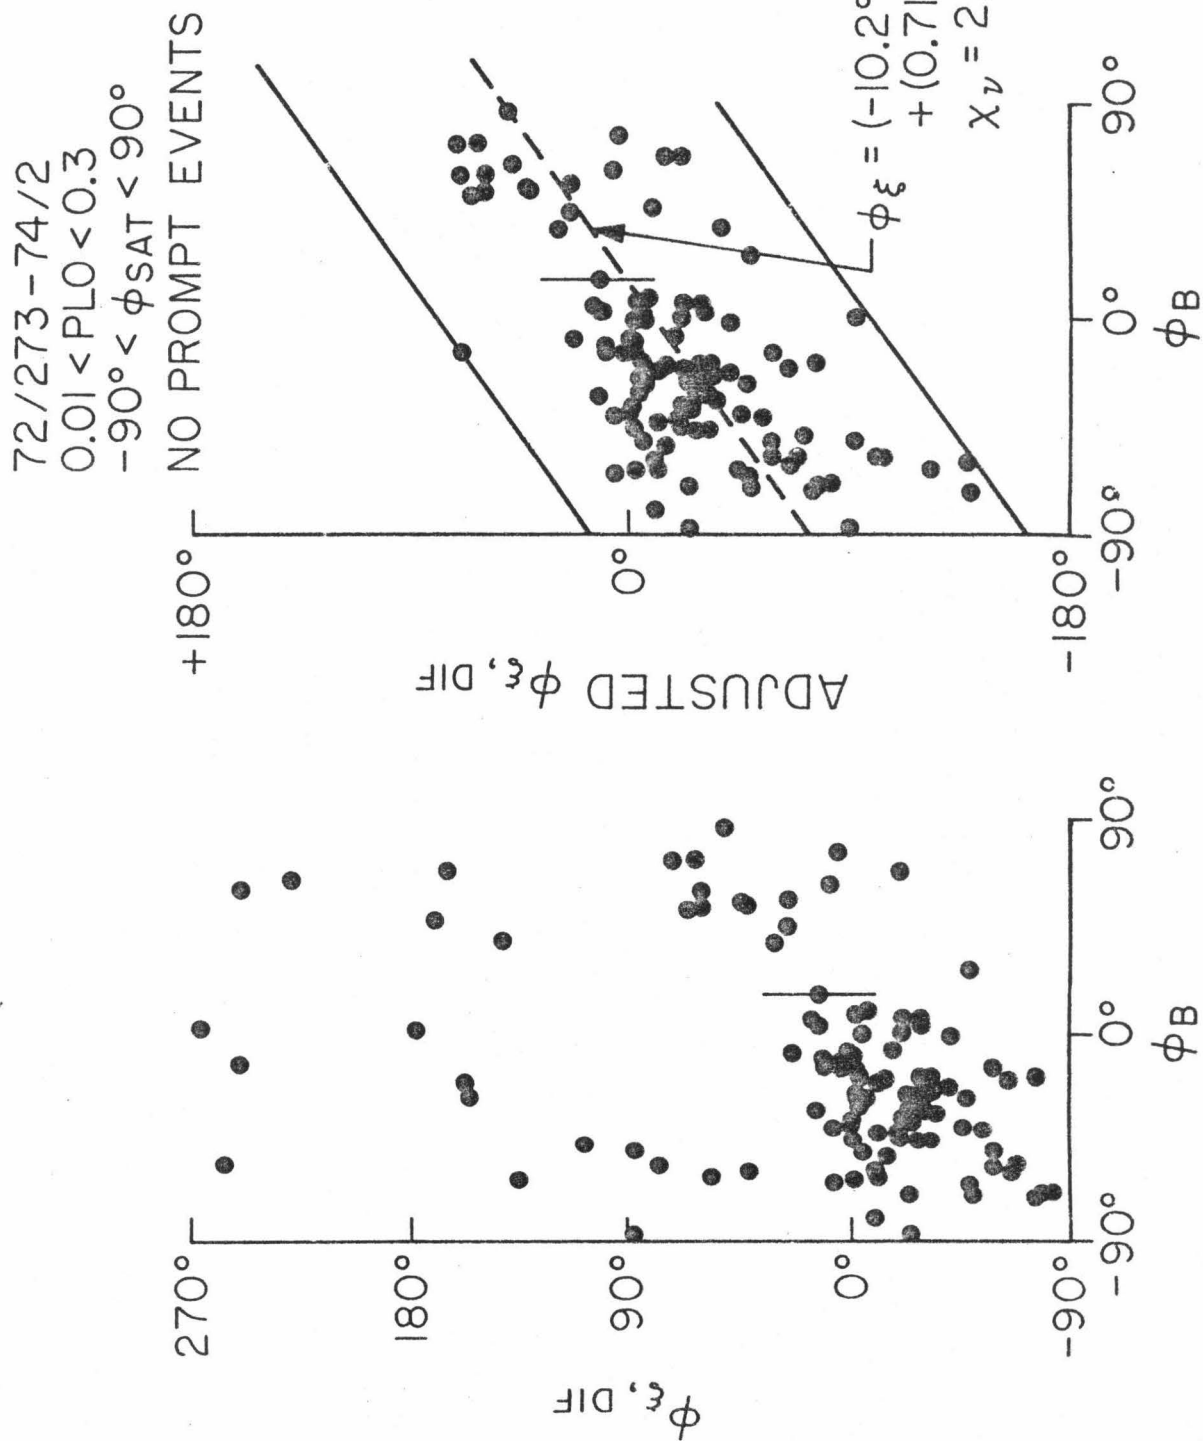 72/273-74/2
0.01 < PLO < 0.3
-90° < ϕSAT < 90°
NO PROMPT EVENTS
+180°
0°
-180°
ADJUSTED ϕξ, DIF
-90°
0°
90°
ϕB
ϕξ = (-10.2°
+ (0.71
χν = 2
270°
180°
90°
0°
-90°
ϕξ, DIF
-90°
0°
90°
ϕB